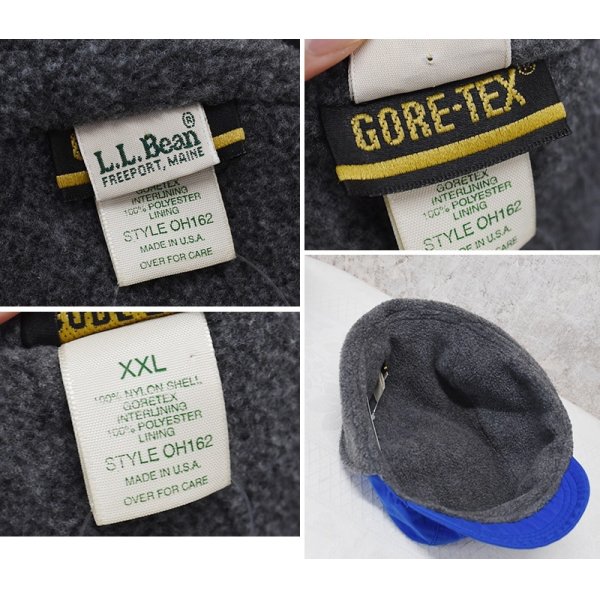 L.L.Bean®
FREEPORT, MAINE
GORETEX
INTERLINING
100% POLYESTER
LINING
STYLE OH162
MADE IN U.S.A.
OVER FOR CARE
GORE-TEX®
GORETEX
INTERLINING
100% POLYESTER
LINING
STYLE OH162
MADE IN U.S.A.
XXL
100% NYLON SHELL
GORETEX
INTERLINING
100% POLYESTER
LINING
STYLE OH162
MADE IN U.S.A.
OVER FOR CARE